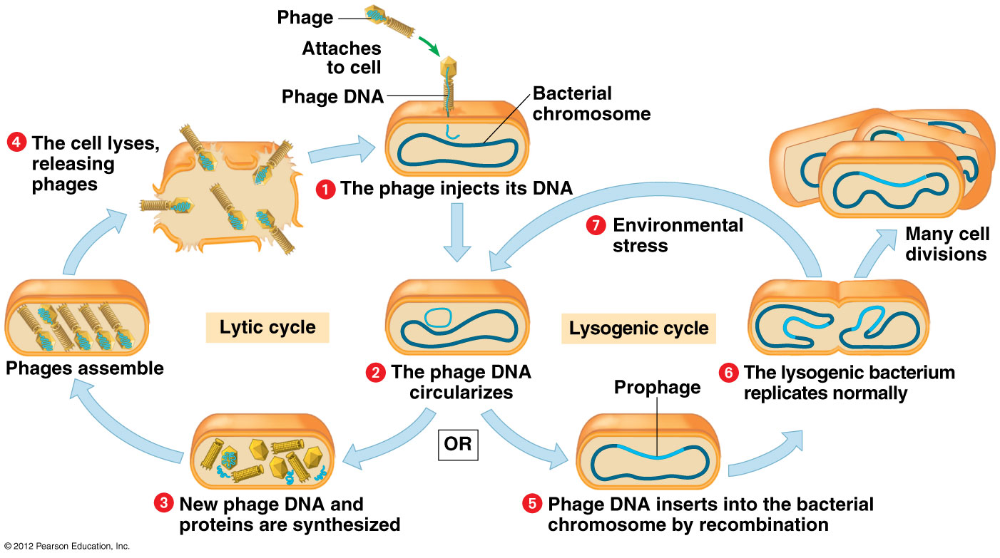 Phage
Attaches
to cell
Phage DNA
Bacterial
chromosome
1 The phage injects its DNA
4 The cell lyses,
releasing
phages
7 Environmental
stress
Many cell
divisions
Lytic cycle
Lysogenic cycle
Phages assemble
2 The phage DNA
circularizes
Prophage
6 The lysogenic bacterium
replicates normally
OR
3 New phage DNA and
proteins are synthesized
5 Phage DNA inserts into the bacterial
chromosome by recombination
© 2012 Pearson Education, Inc.